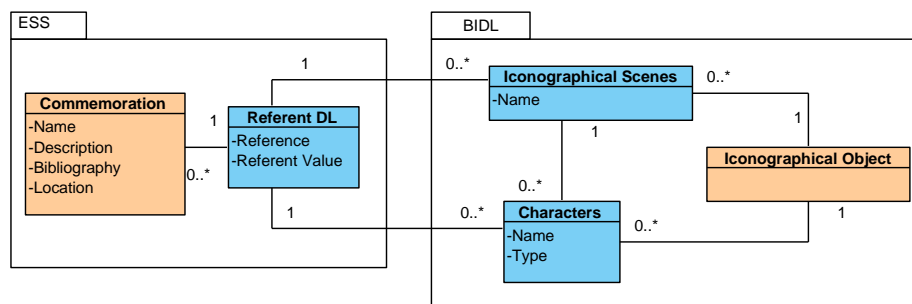 ESS
BIDL
Commemoration
-Name
-Description
-Bibliography
-Location
1
0..*
Referent DL
-Reference
-Referent Value
1
0..*
1
0..*
Iconographical Scenes
-Name
0..*
1
1
0..*
Iconographical Object
Characters
-Name
-Type
0..*
1